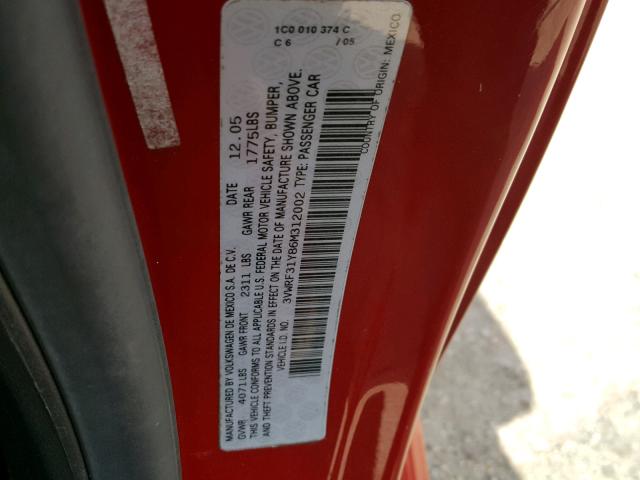 1C0 010 374 C
C 6 / 05
MANUFACTURED BY VOLKSWAGEN DE MEXICO S.A. DE C.V. DATE 12.05
GVWR 4071LBS GAWR FRONT 2311 LBS GAWR REAR 1775LBS
THIS VEHICLE CONFORMS TO ALL APPLICABLE U.S. FEDERAL MOTOR VEHICLE SAFETY, BUMPER,
AND THEFT PREVENTION STANDARDS IN EFFECT ON THE DATE OF MANUFACTURE SHOWN ABOVE.
VEHICLE I.D. NO. 3VWRF31Y86M312002 TYPE: PASSENGER CAR
COUNTRY OF ORIGIN: MEXICO